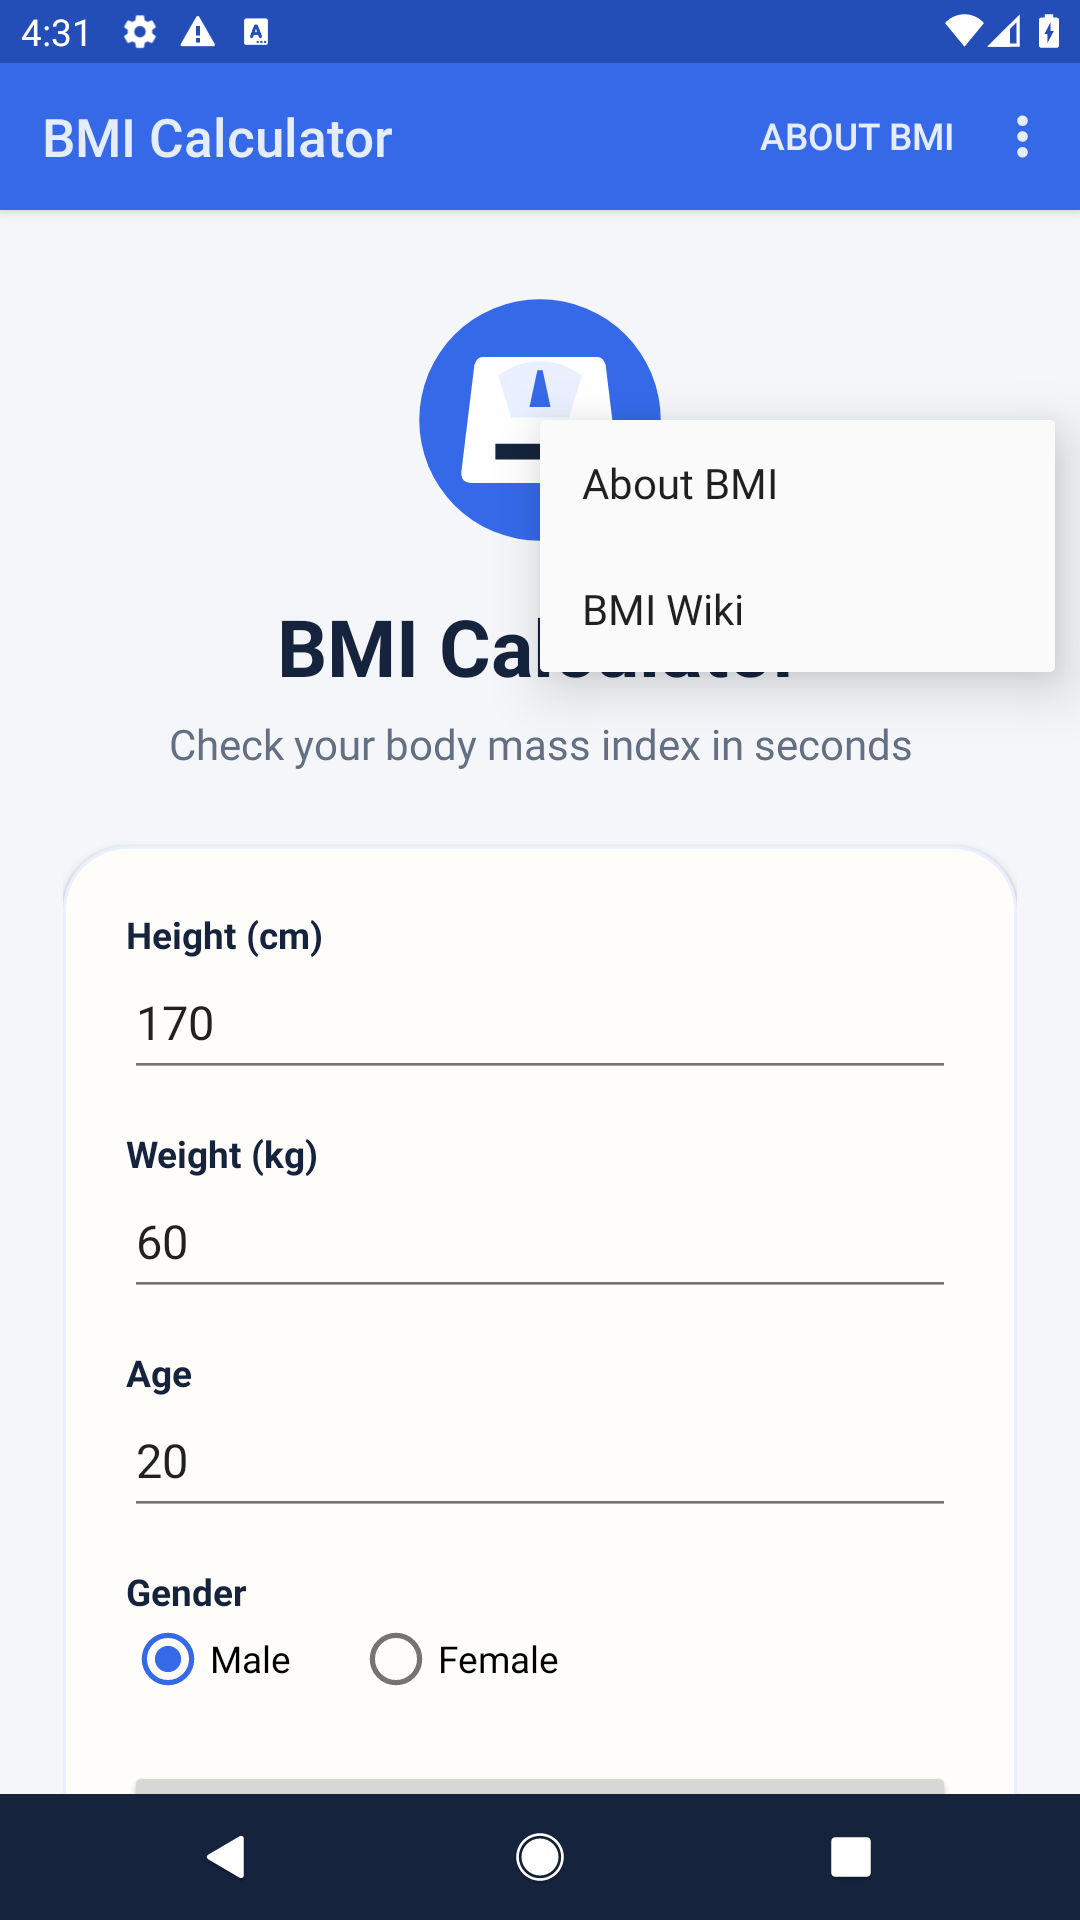 4:31
BMI Calculator
ABOUT BMI
About BMI
BMI Wiki
BMI Calculator
Check your body mass index in seconds
Height (cm)
170
Weight (kg)
60
Age
20
Gender
Male
Female